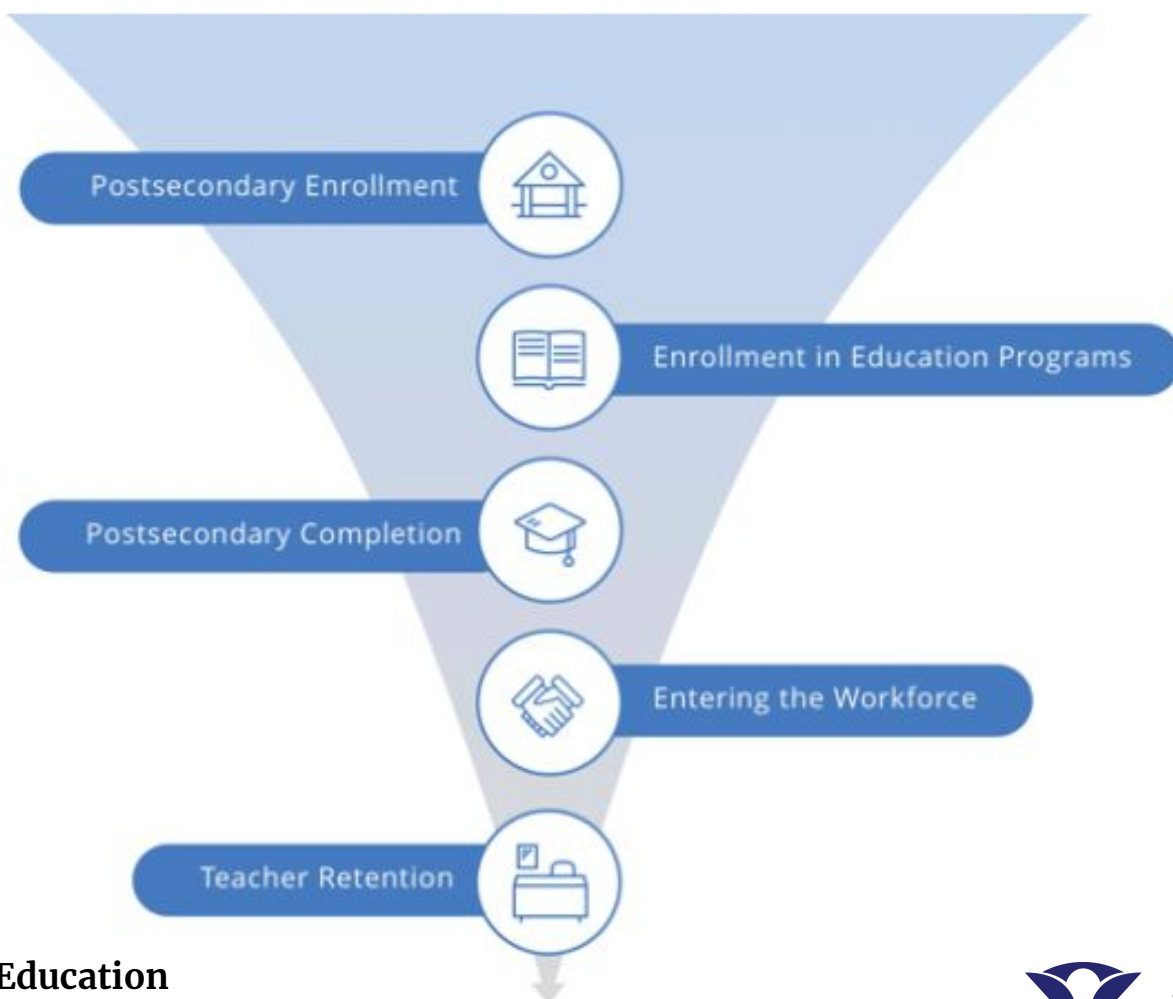 Postsecondary Enrollment
Enrollment in Education Programs
Postsecondary Completion
Entering the Workforce
Teacher Retention
Education